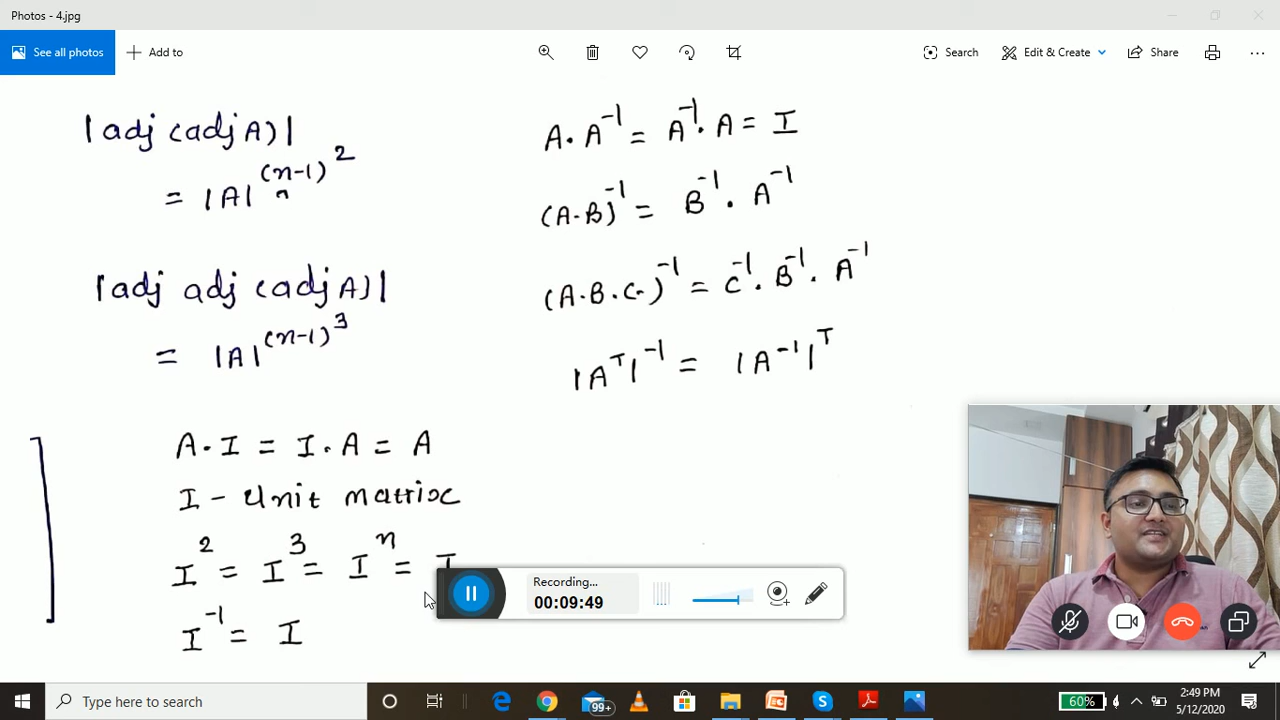 Photos - 4.jpg
See all photos
Add to
Search
Edit & Create
Share
|adj (adj A)|
= |A|^(n-1)^2
|adj adj (adj A)|
= |A|^(n-1)^3
A·I = I·A = A
I - Unit matrix
I^2 = I^3 = I^n = I
I^-1 = I
A·A^-1 = A^-1·A = I
(A·B)^-1 = B^-1·A^-1
(A·B·C)^-1 = C^-1·B^-1·A^-1
|A^T|^-1 = |A^-1|^T
Recording...
00:09:49
Type here to search
99+
60%
2:49 PM
5/12/2020